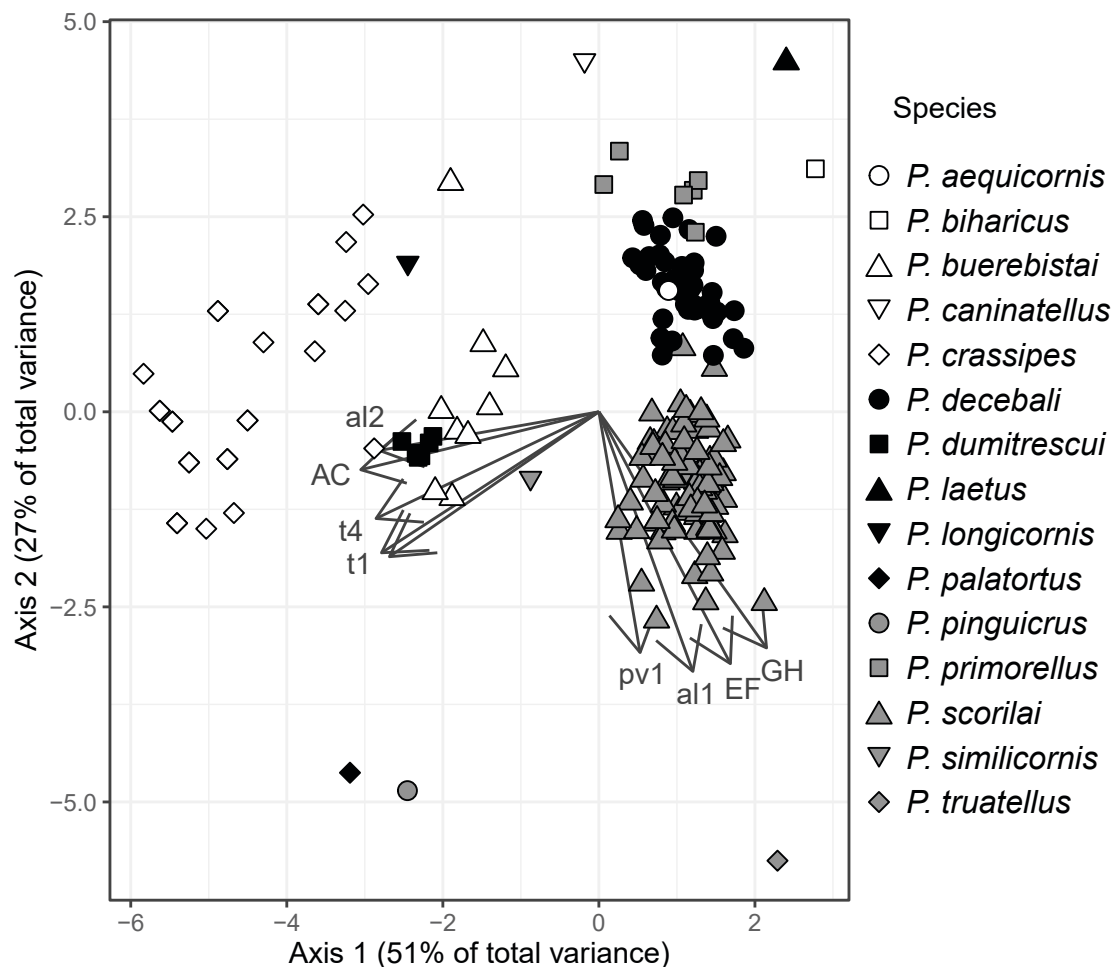 5.0
2.5
0.0
−2.5
−5.0
Axis 2 (27% of total variance)
al2
AC
t4
t1
pv1
al1
EF
GH
−6
−4
−2
0
2
Axis 1 (51% of total variance)
Species
P. aequicornis
P. biharicus
P. buerebistai
P. caninatellus
P. crassipes
P. decebali
P. dumitrescui
P. laetus
P. longicornis
P. palatortus
P. pinguicrus
P. primorellus
P. scorilai
P. similicornis
P. truatellus